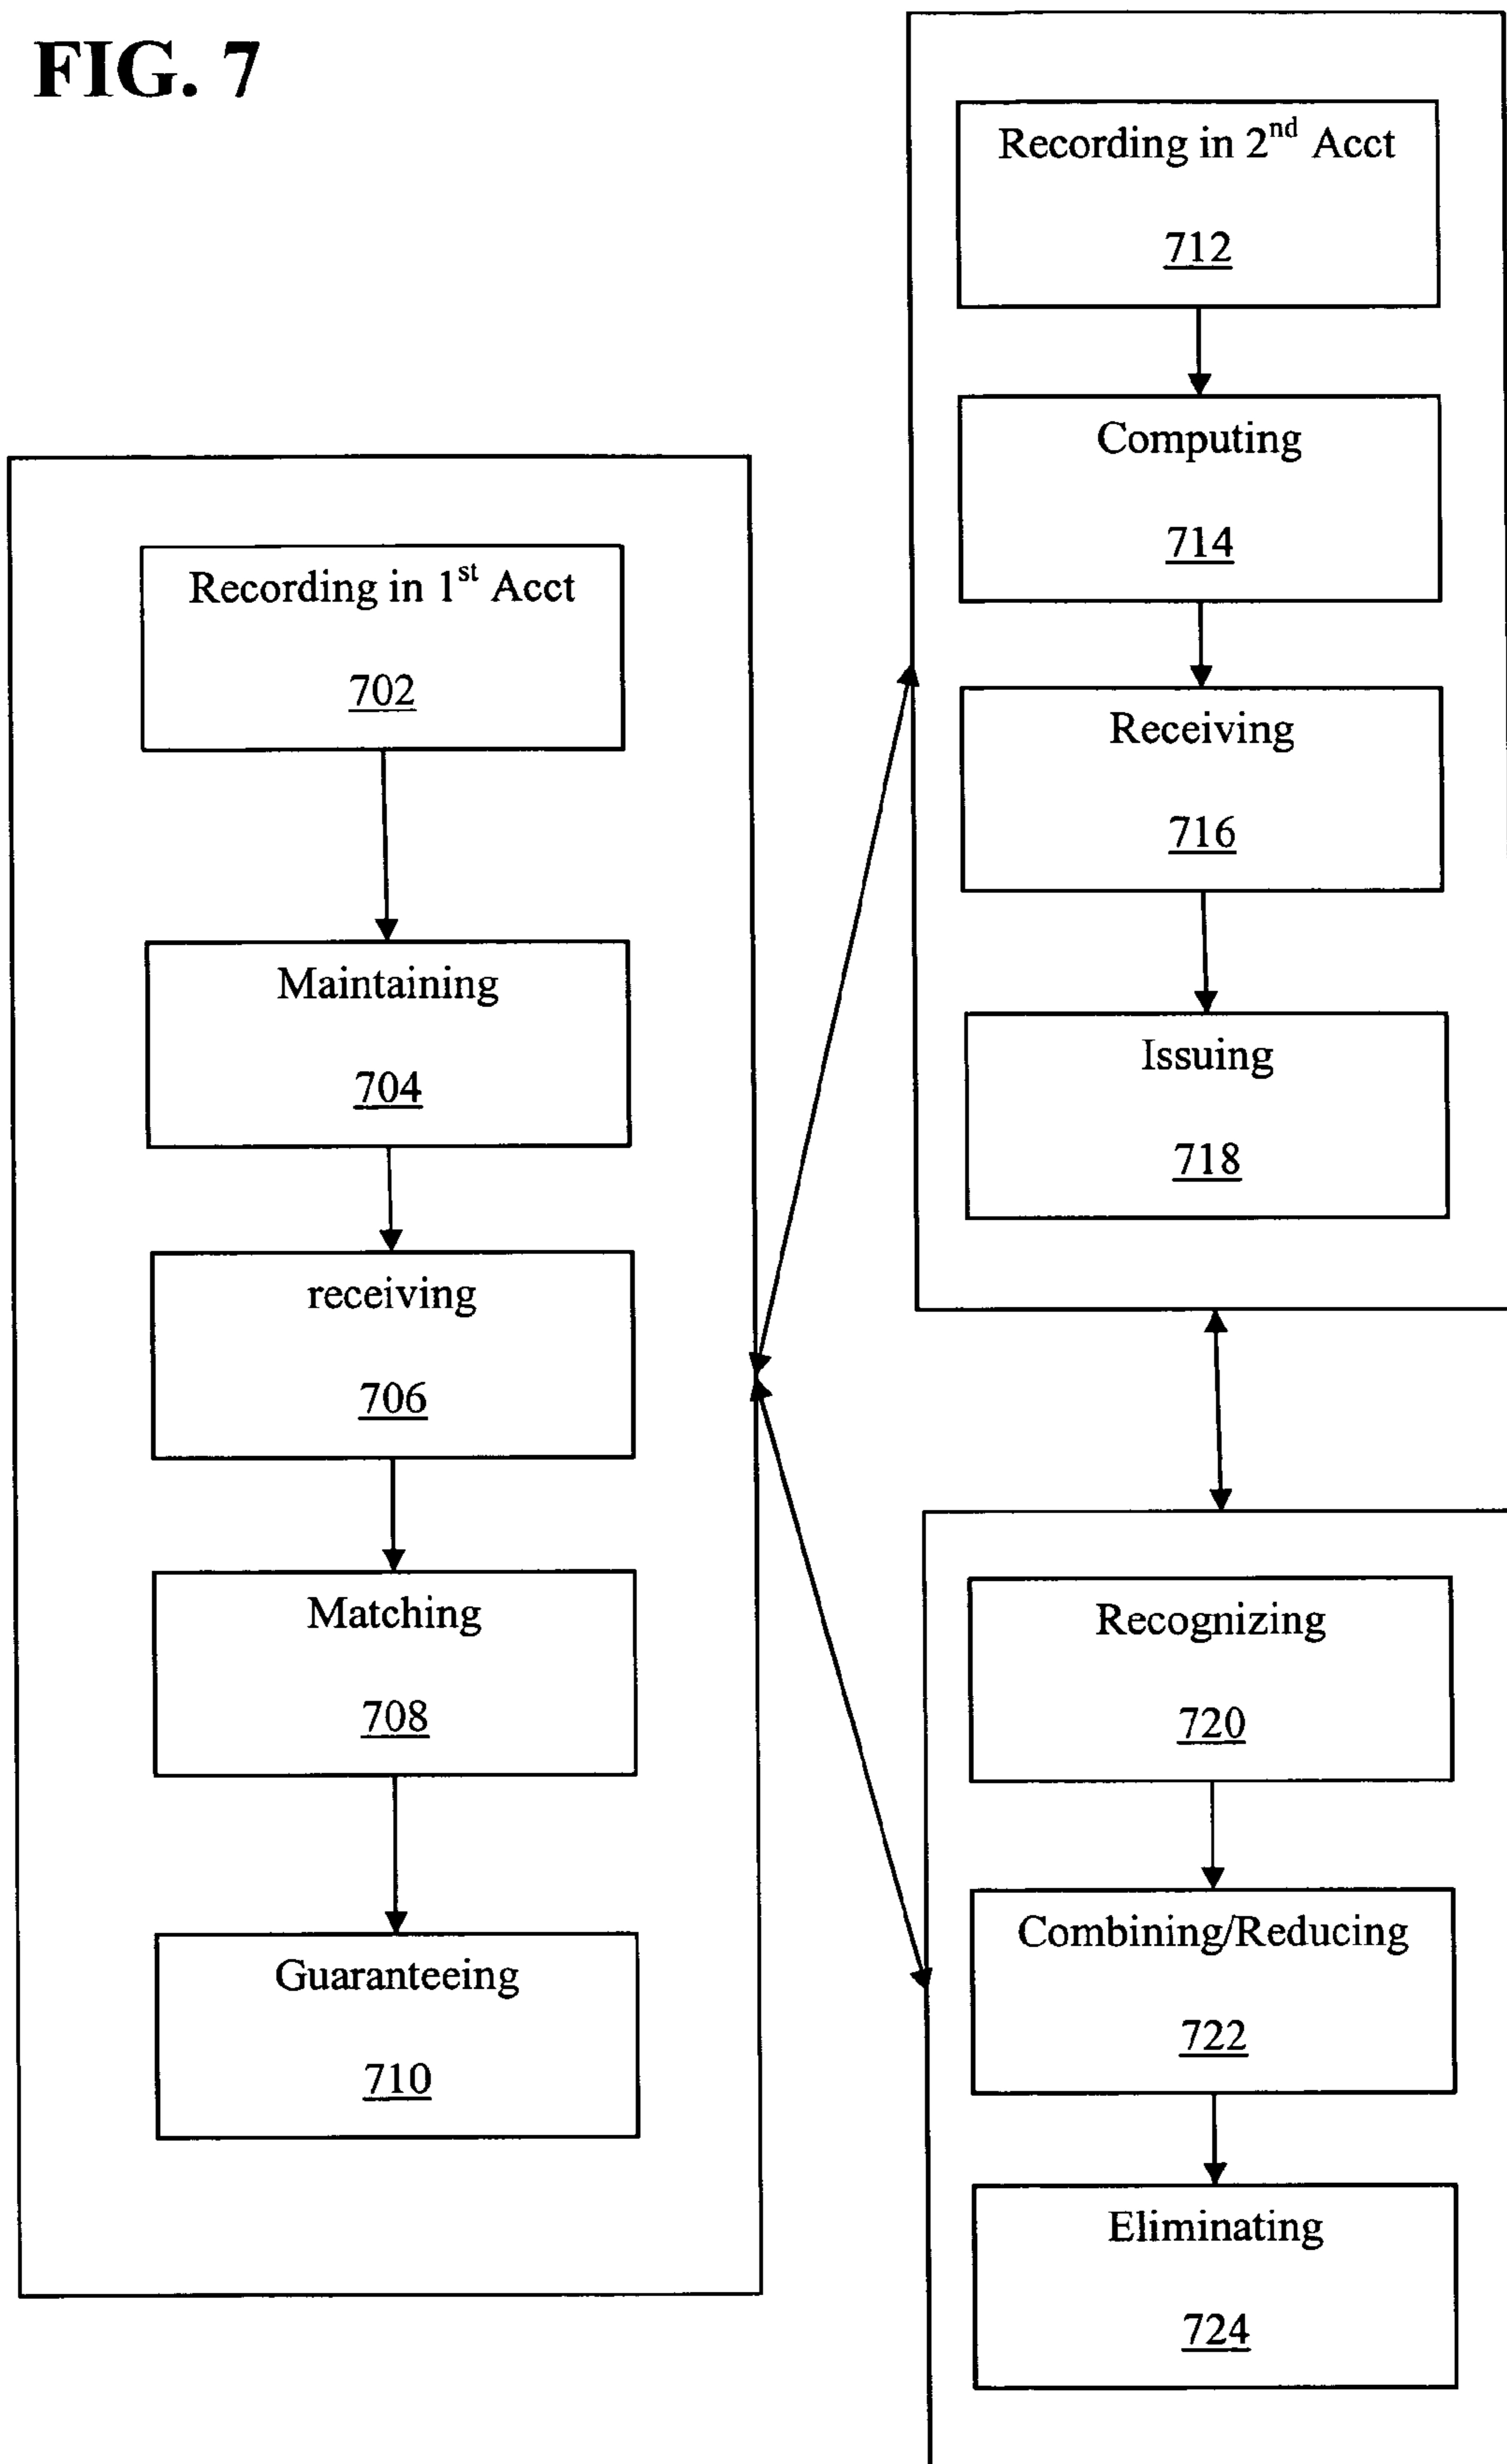 FIG. 7
Recording in 1st Acct
702
Maintaining
704
receiving
706
Matching
708
Guaranteeing
710
Recording in 2nd Acct
712
Computing
714
Receiving
716
Issuing
718
Recognizing
720
Combining/Reducing
722
Eliminating
724